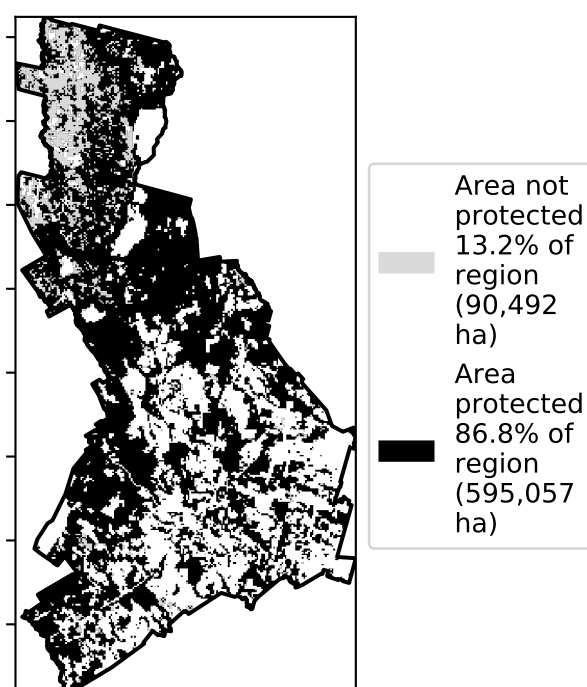 Area not
protected
13.2% of
region
(90,492
ha)
Area
protected
86.8% of
region
(595,057
ha)